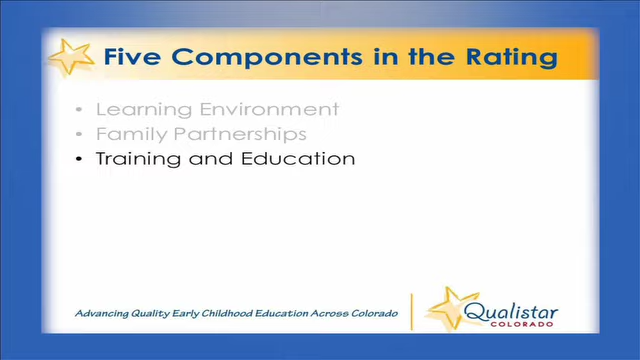 Five Components in the Rating
• Learning Environment
• Family Partnerships
• Training and Education
Advancing Quality Early Childhood Education Across Colorado
Qualistar
COLORADO